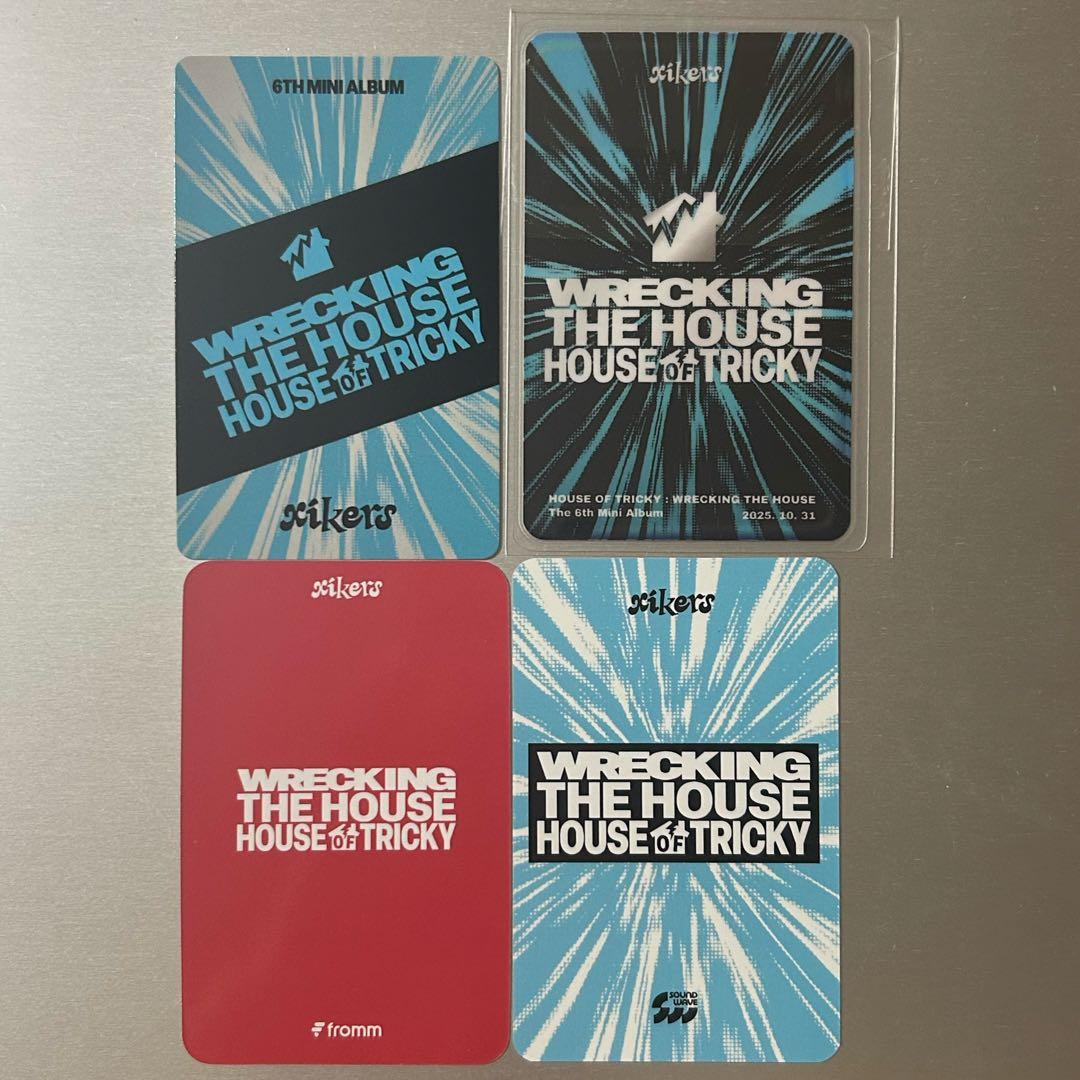 6TH MINI ALBUM
WRECKING
THE HOUSE
HOUSE OF TRICKY
xikers
xikers
WRECKING
THE HOUSE
HOUSE OF TRICKY
HOUSE OF TRICKY : WRECKING THE HOUSE
The 6th Mini Album 2025. 10. 31
xikers
WRECKING
THE HOUSE
HOUSE OF TRICKY
fromm
xikers
WRECKING
THE HOUSE
HOUSE OF TRICKY
SOUND
WAVE